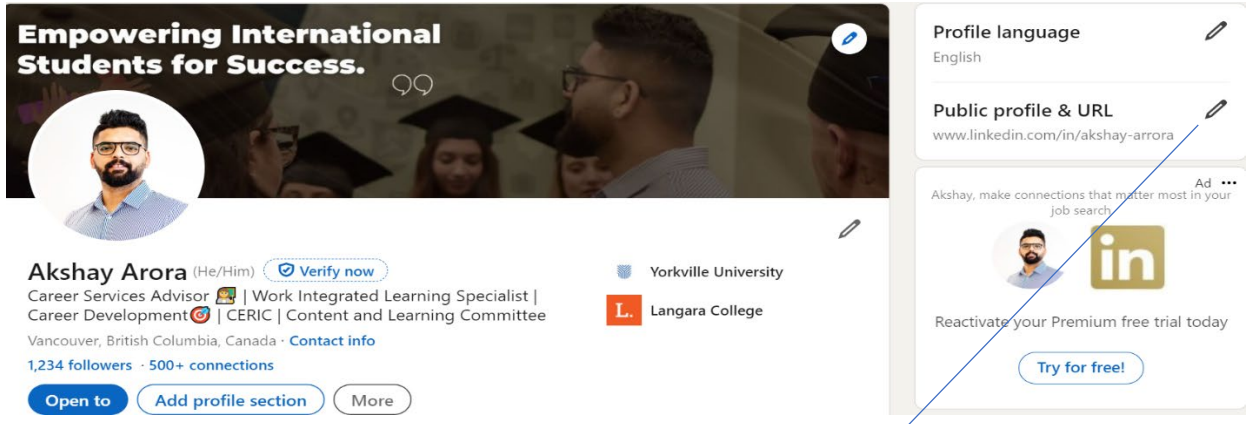 Empowering International
Students for Success.
Akshay Arora (He/Him) Verify now
Career Services Advisor 👨‍🏫 | Work Integrated Learning Specialist |
Career Development🎯 | CERIC | Content and Learning Committee
Vancouver, British Columbia, Canada · Contact info
1,234 followers · 500+ connections
Open to
Add profile section
More
Yorkville University
L. Langara College
Profile language
English
Public profile & URL
www.linkedin.com/in/akshay-arrora
Ad
Akshay, make connections that matter most in your
job search
in
Reactivate your Premium free trial today
Try for free!